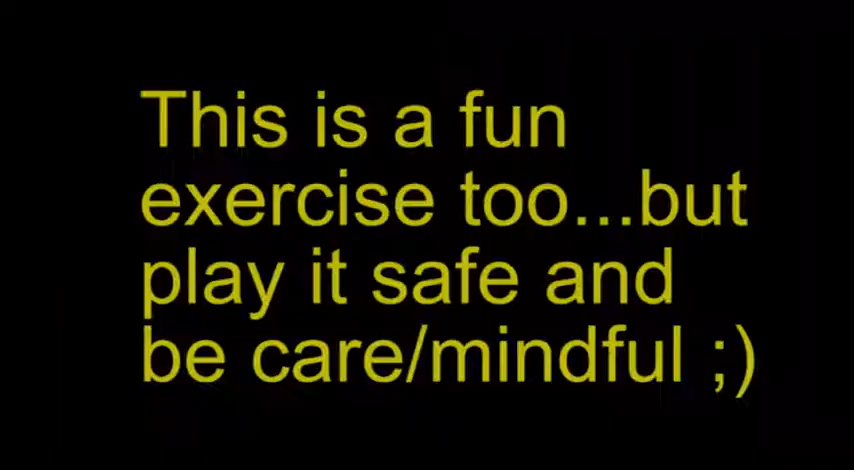 This is a fun
exercise too...but
play it safe and
be care/mindful ;)